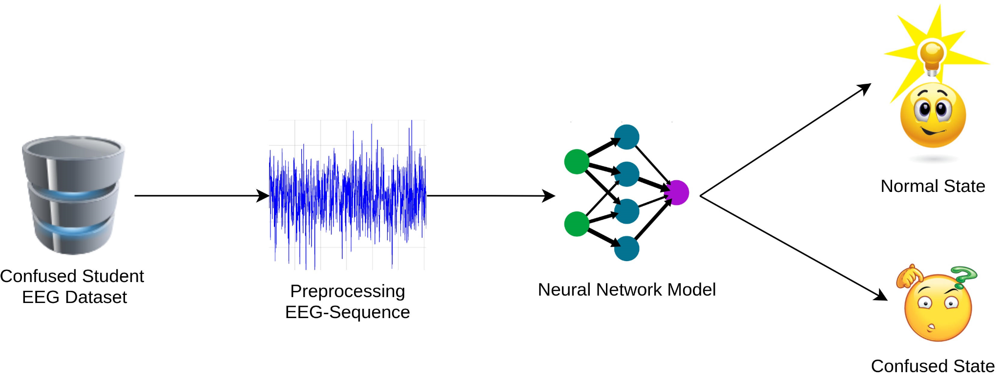 Confused Student
EEG Dataset
Preprocessing
EEG-Sequence
Neural Network Model
Normal State
Confused State